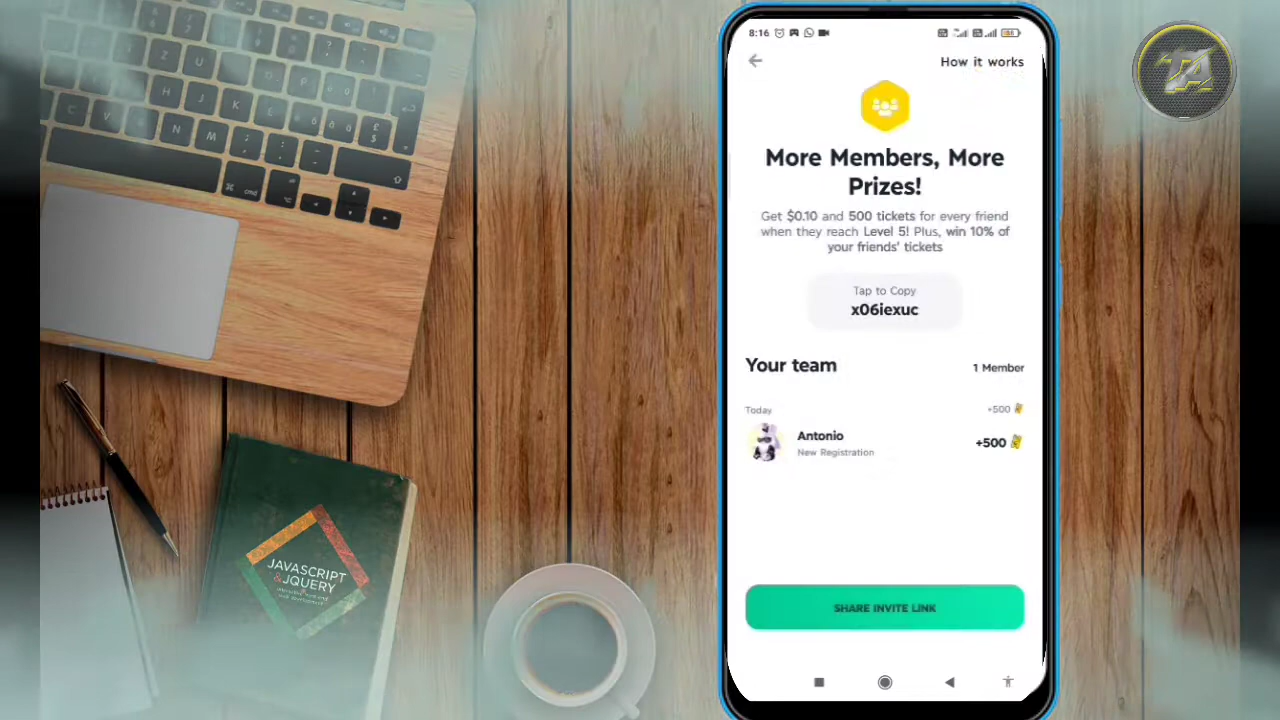 8:16
How it works
More Members, More
Prizes!
Get $0.10 and 500 tickets for every friend
when they reach Level 5! Plus, win 10% of
your friends' tickets
Tap to Copy
x06iexuc
Your team
1 Member
Today
+500
Antonio
+500
New Registration
SHARE INVITE LINK
JAVASCRIPT
&JQUERY
TA
cmd